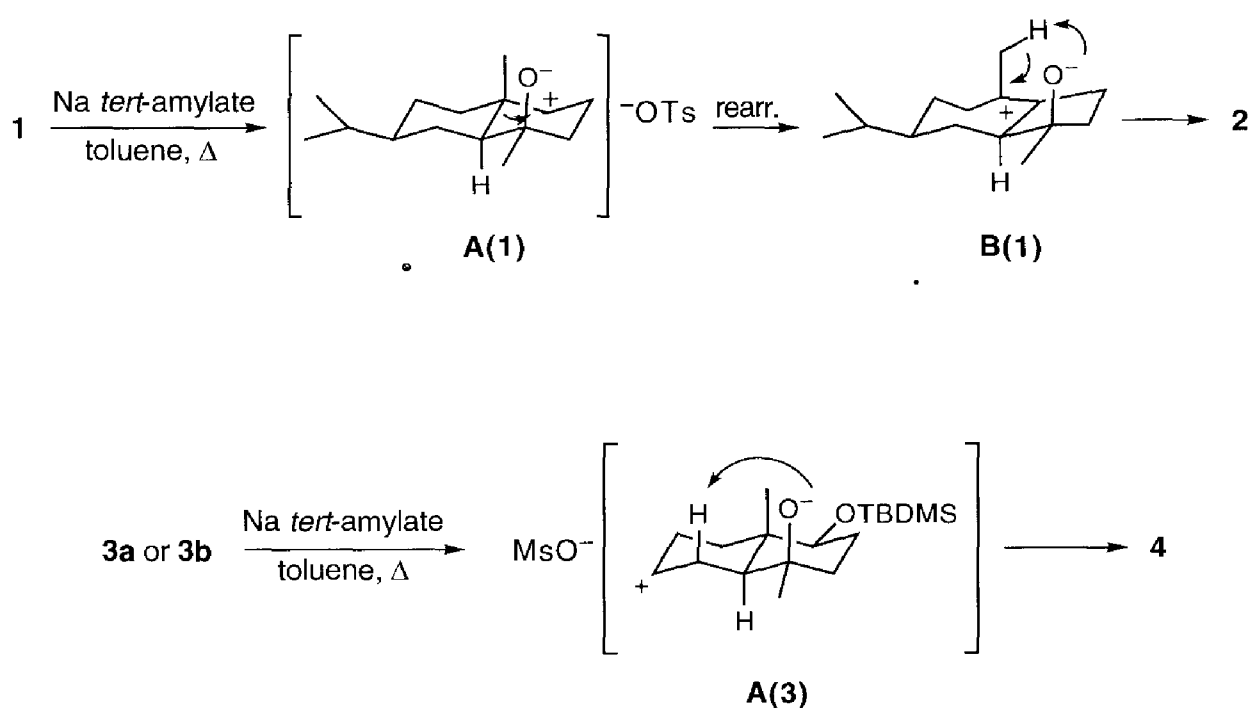 1 Na tert-amylate toluene, Δ O⁻ + H ⁻OTs rearr. H O⁻ + H 2
A(1) B(1)
3a or 3b Na tert-amylate toluene, Δ MsO⁻ H O⁻ OTBDMS + H 4
A(3)